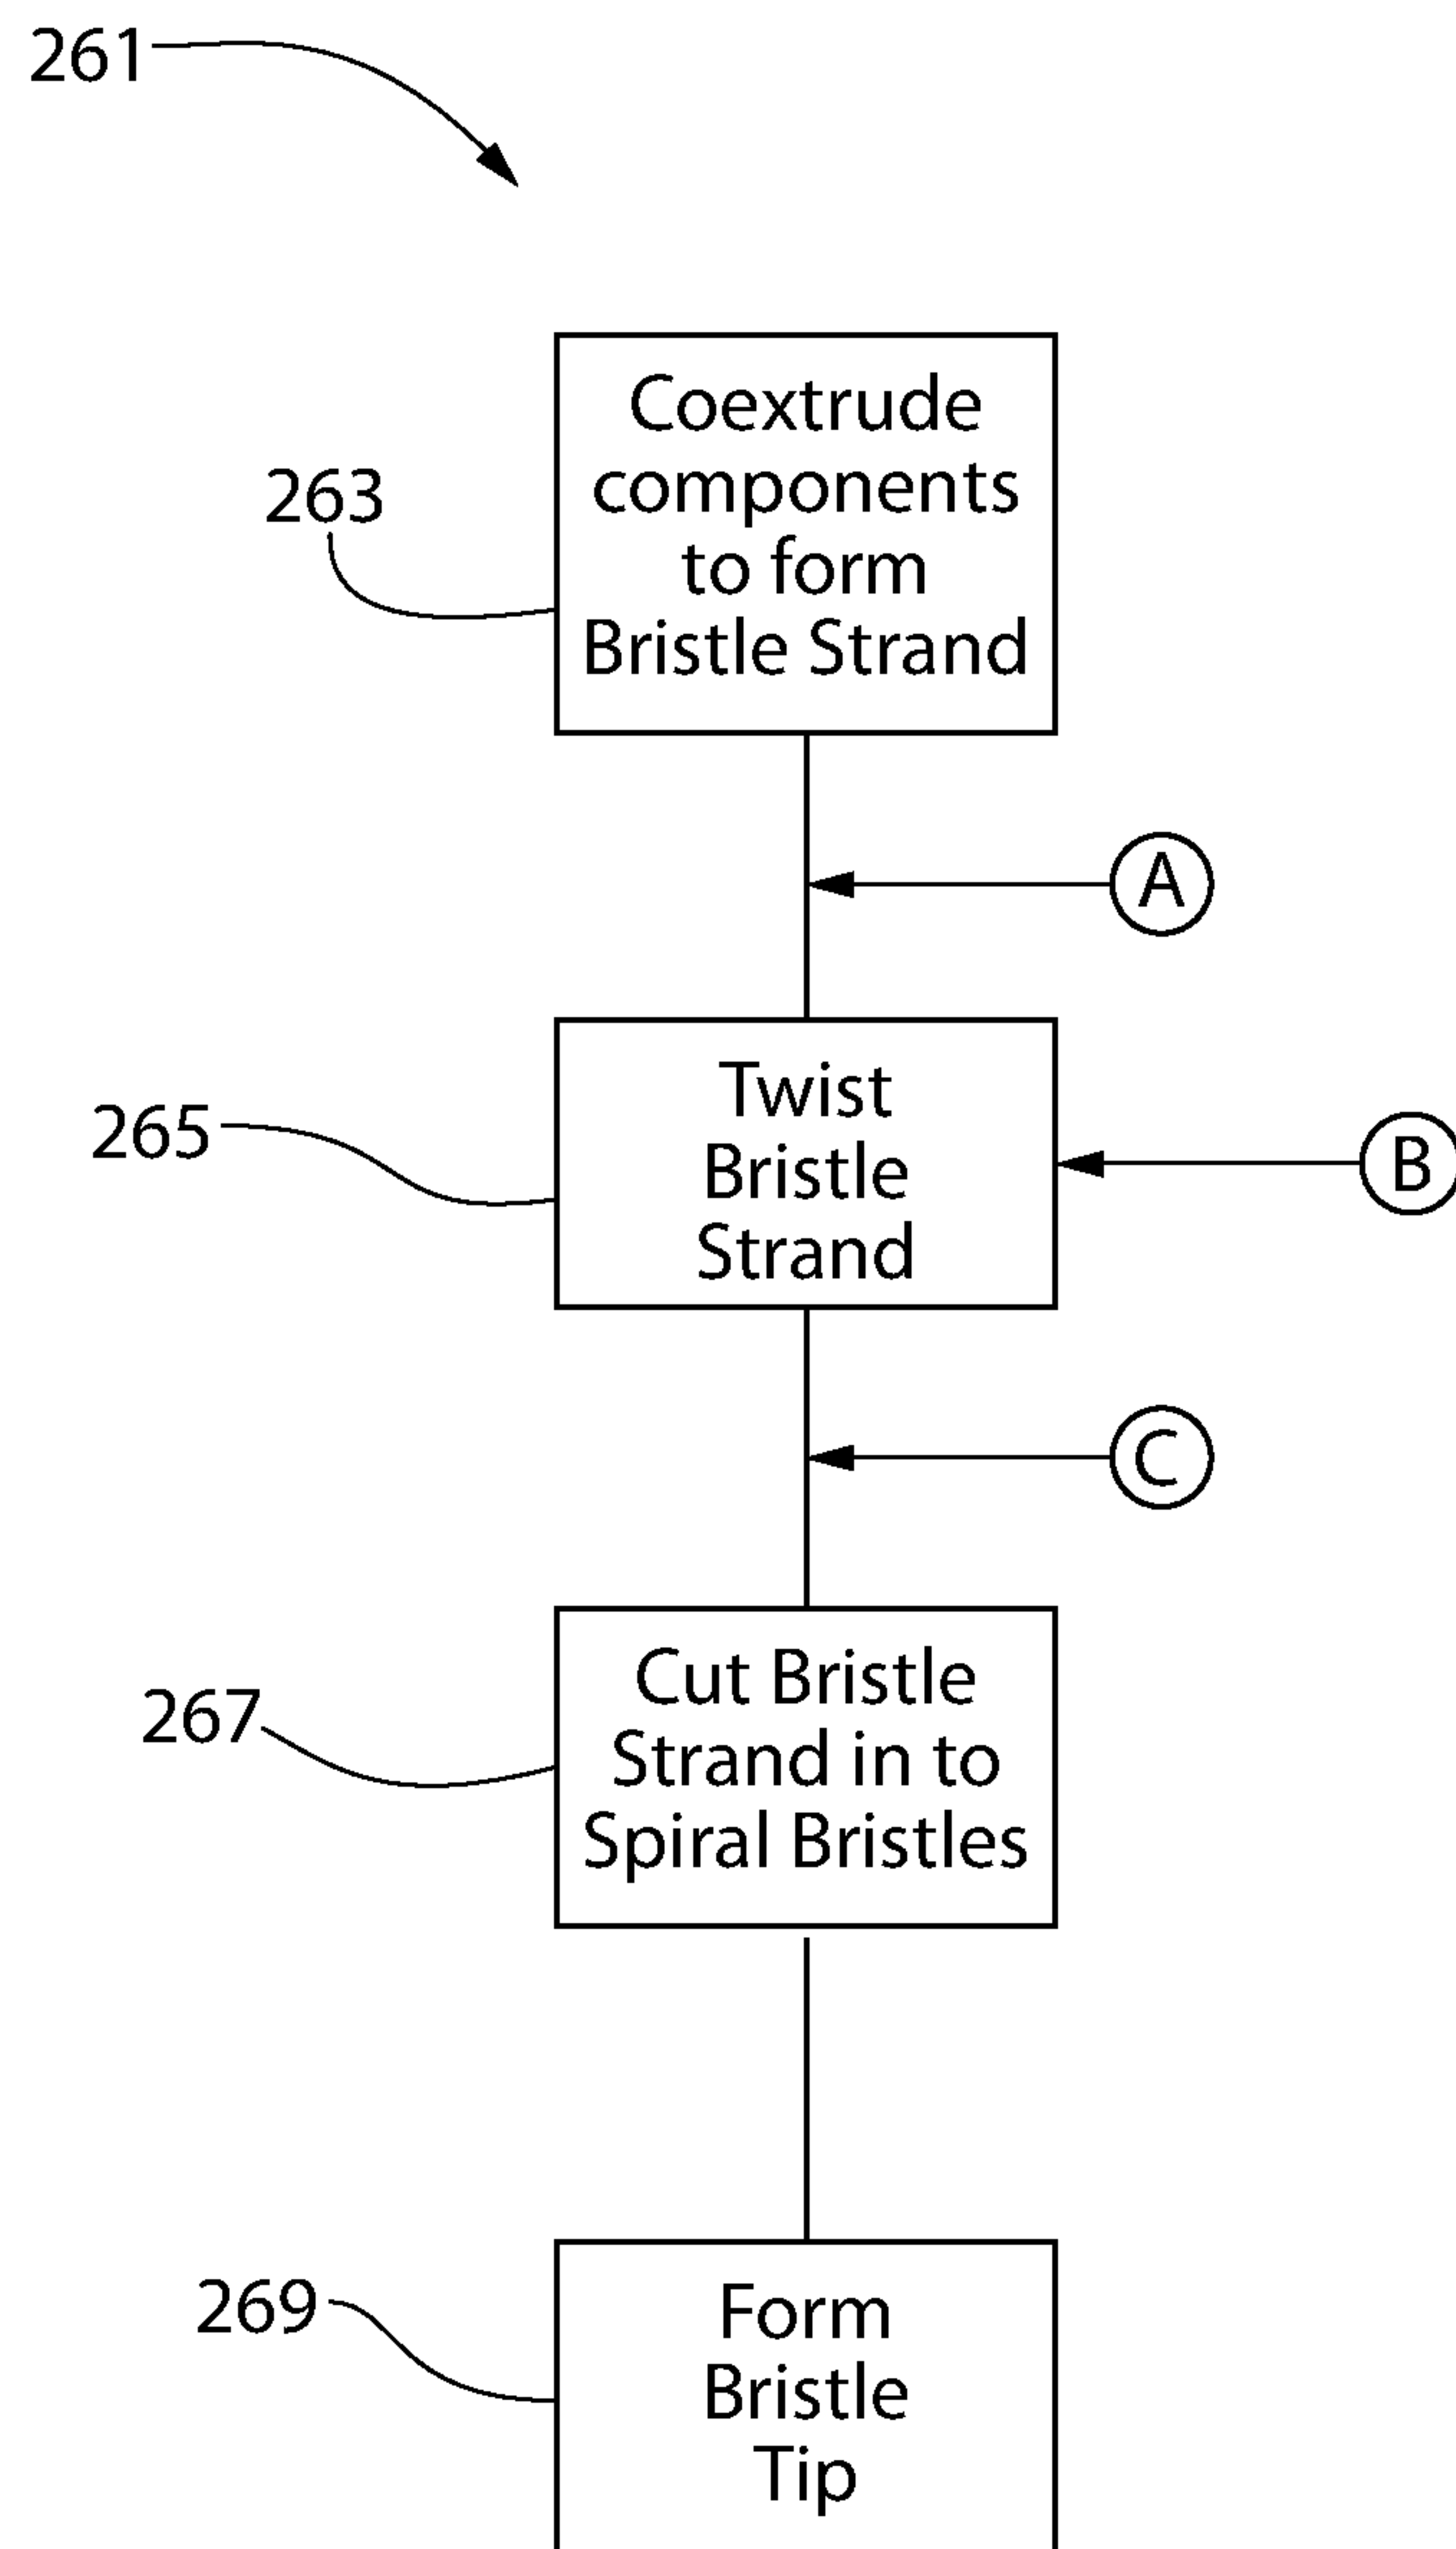 261
Coextrude
components
to form
Bristle Strand
263
A
Twist
Bristle
Strand
265
B
C
Cut Bristle
Strand in to
Spiral Bristles
267
Form
Bristle
Tip
269